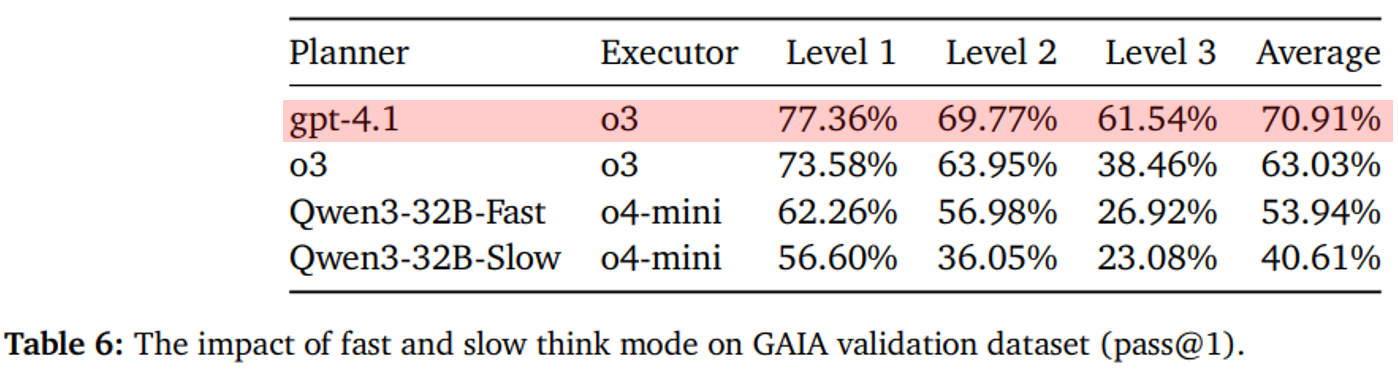 Planner Executor Level 1 Level 2 Level 3 Average
gpt-4.1 o3 77.36% 69.77% 61.54% 70.91%
o3 o3 73.58% 63.95% 38.46% 63.03%
Qwen3-32B-Fast o4-mini 62.26% 56.98% 26.92% 53.94%
Qwen3-32B-Slow o4-mini 56.60% 36.05% 23.08% 40.61%
Table 6: The impact of fast and slow think mode on GAIA validation dataset (pass@1).